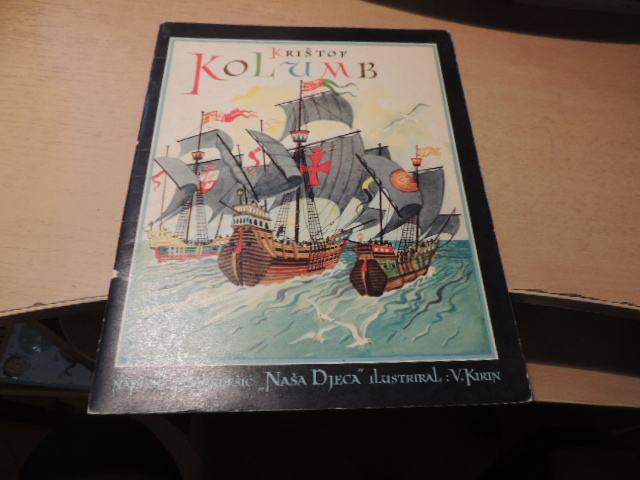 Krištof
Kolumb
„Naša Djeca” ilustriral : V. Kirin